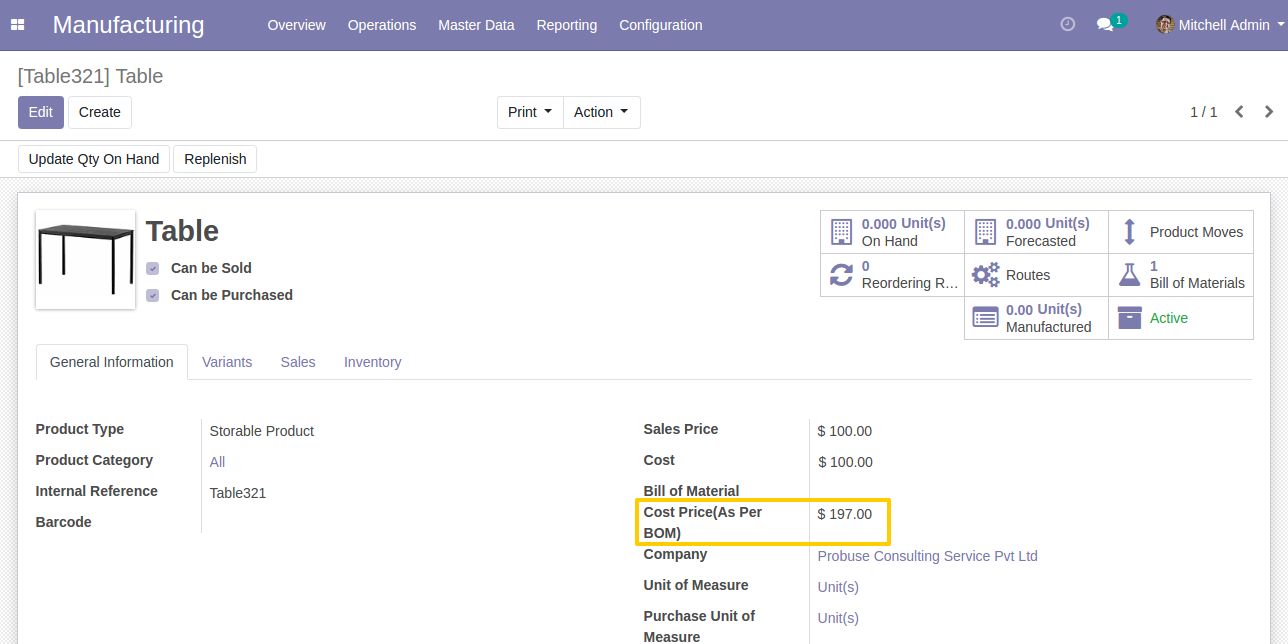 Manufacturing Overview Operations Master Data Reporting Configuration 1 Mitchell Admin
[Table321] Table
Edit Create Print Action 1 / 1
Update Qty On Hand Replenish
Table
Can be Sold
Can be Purchased
0.000 Unit(s)
On Hand
0.000 Unit(s)
Forecasted
Product Moves
0
Reordering R...
Routes
1
Bill of Materials
0.00 Unit(s)
Manufactured
Active
General Information Variants Sales Inventory
Product Type Storable Product
Product Category All
Internal Reference Table321
Barcode
Sales Price $ 100.00
Cost $ 100.00
Bill of Material
Cost Price(As Per
BOM) $ 197.00
Company Probuse Consulting Service Pvt Ltd
Unit of Measure Unit(s)
Purchase Unit of
Measure Unit(s)